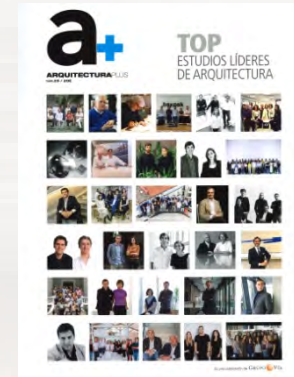 a+
ARQUITECTURAPLUS
TOP
ESTUDIOS LÍDERES
DE ARQUITECTURA